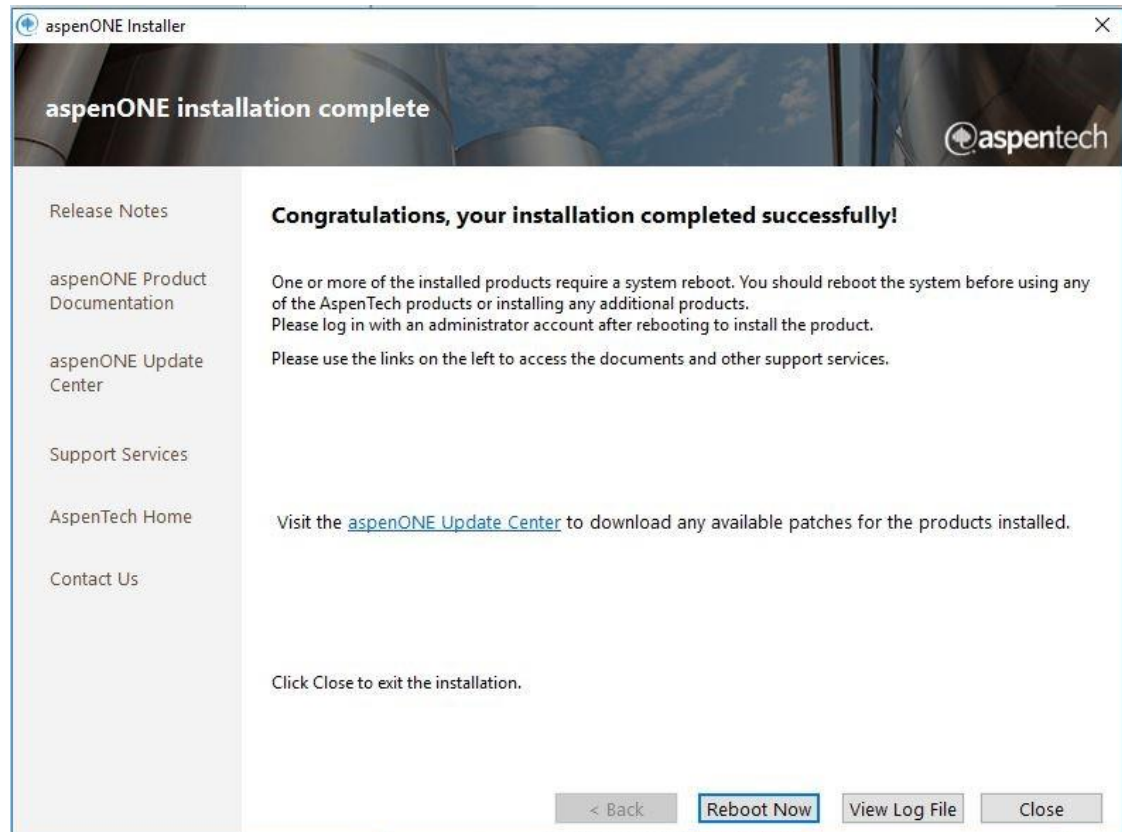 aspenONE Installer
aspenONE installation complete
aspentech
Release Notes
aspenONE Product
Documentation
aspenONE Update
Center
Support Services
AspenTech Home
Contact Us
Congratulations, your installation completed successfully!
One or more of the installed products require a system reboot. You should reboot the system before using any
of the AspenTech products or installing any additional products.
Please log in with an administrator account after rebooting to install the product.
Please use the links on the left to access the documents and other support services.
Visit the aspenONE Update Center to download any available patches for the products installed.
Click Close to exit the installation.
< Back
Reboot Now
View Log File
Close